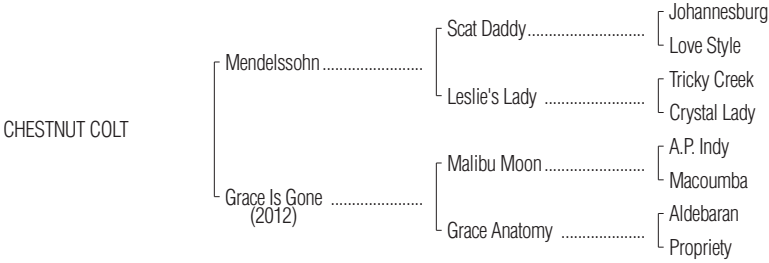 Johannesburg
Scat Daddy..............................
Love Style
Mendelssohn.........................
Tricky Creek
Leslie's Lady ..........................
Crystal Lady
CHESTNUT COLT
A.P. Indy
Malibu Moon..........................
Macoumba
Grace Is Gone .......................
(2012)
Aldebaran
Grace Anatomy .....................
Propriety